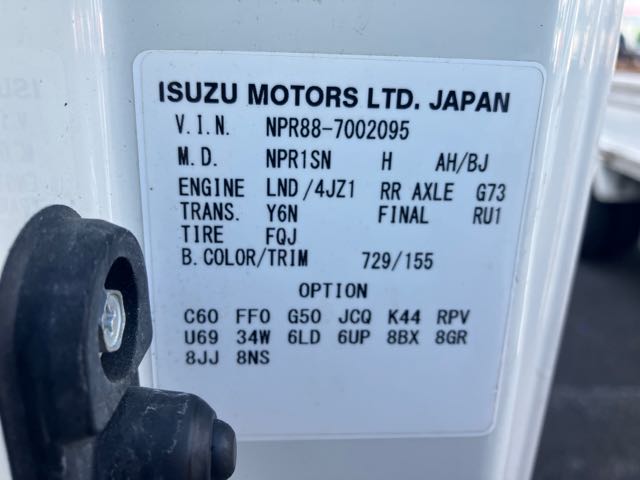 ISUZU MOTORS LTD. JAPAN
V.I.N. NPR88-7002095
M.D. NPR1SN H AH/BJ
ENGINE LND/4JZ1 RR AXLE G73
TRANS. Y6N FINAL RU1
TIRE FQJ
B.COLOR/TRIM 729/155
OPTION
C60 FF0 G50 JCQ K44 RPV
U69 34W 6LD 6UP 8BX 8GR
8JJ 8NS